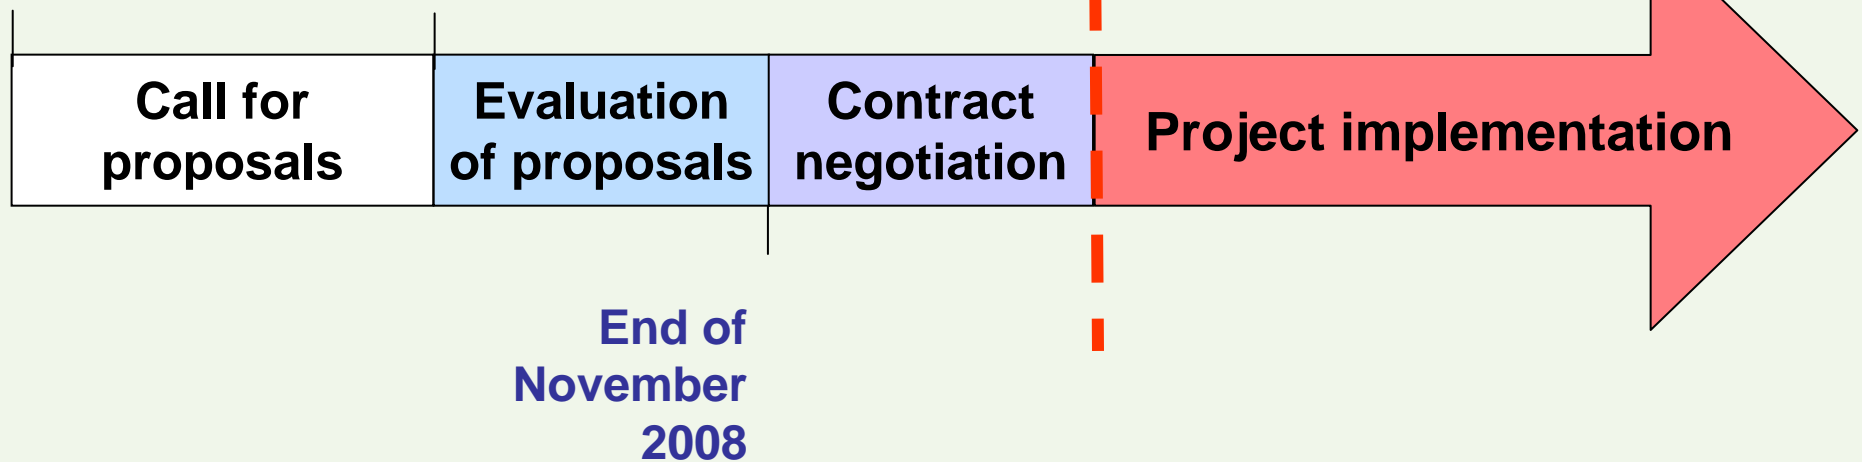 Call for
proposals
Evaluation
of proposals
Contract
negotiation
Project implementation
End of
November
2008